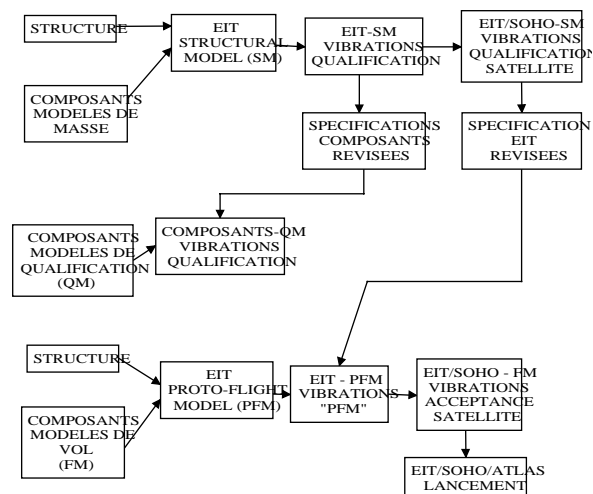 STRUCTURE
EIT
STRUCTURAL
MODEL (SM)
EIT-SM
VIBRATIONS
QUALIFICATION
EIT/SOHO-SM
VIBRATIONS
QUALIFICATION
SATELLITE
COMPOSANTS
MODELES DE
MASSE
SPECIFICATIONS
COMPOSANTS
REVISEES
SPECIFICATION
EIT
REVISEES
COMPOSANTS
MODELES DE
QUALIFICATION
(QM)
COMPOSANTS-QM
VIBRATIONS
QUALIFICATION
STRUCTURE
EIT
PROTO-FLIGHT
MODEL (PFM)
EIT - PFM
VIBRATIONS
"PFM"
EIT/SOHO - FM
VIBRATIONS
ACCEPTANCE
SATELLITE
COMPOSANTS
MODELES DE
VOL
(FM)
EIT/SOHO/ATLAS
LANCEMENT